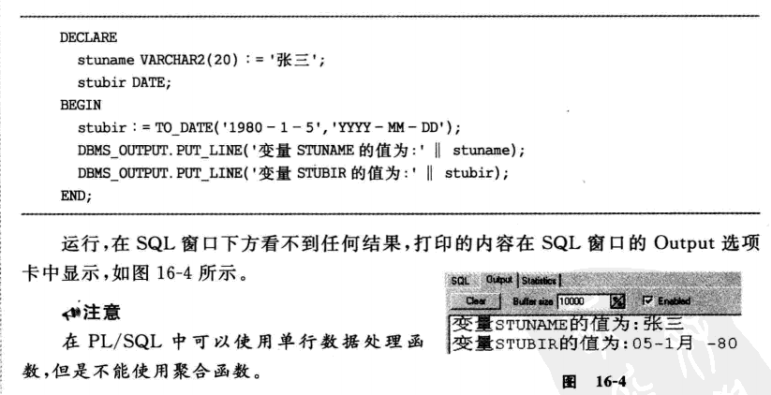 DECLARE
stuname VARCHAR2(20) := '张三';
stubir DATE;
BEGIN
stubir := TO_DATE('1980-1-5','YYYY-MM-DD');
DBMS_OUTPUT.PUT_LINE('变量 STUNAME 的值为:' ‖ stuname);
DBMS_OUTPUT.PUT_LINE('变量 STUBIR 的值为:' ‖ stubir);
END;
运行,在 SQL 窗口下方看不到任何结果,打印的内容在 SQL 窗口的 Output 选项
卡中显示,如图 16-4 所示。
注意
在 PL/SQL 中可以使用单行数据处理函
数,但是不能使用聚合函数。
SQL Output Statistics
Clear Buffer size 10000 Enabled
变量STUNAME的值为:张三
变量STUBIR的值为:05-1月 -80
图 16-4